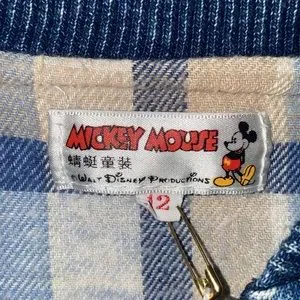 MICKEY MOUSE
蜻蜓童装
© WALT DISNEY PRODUCTIONS
12